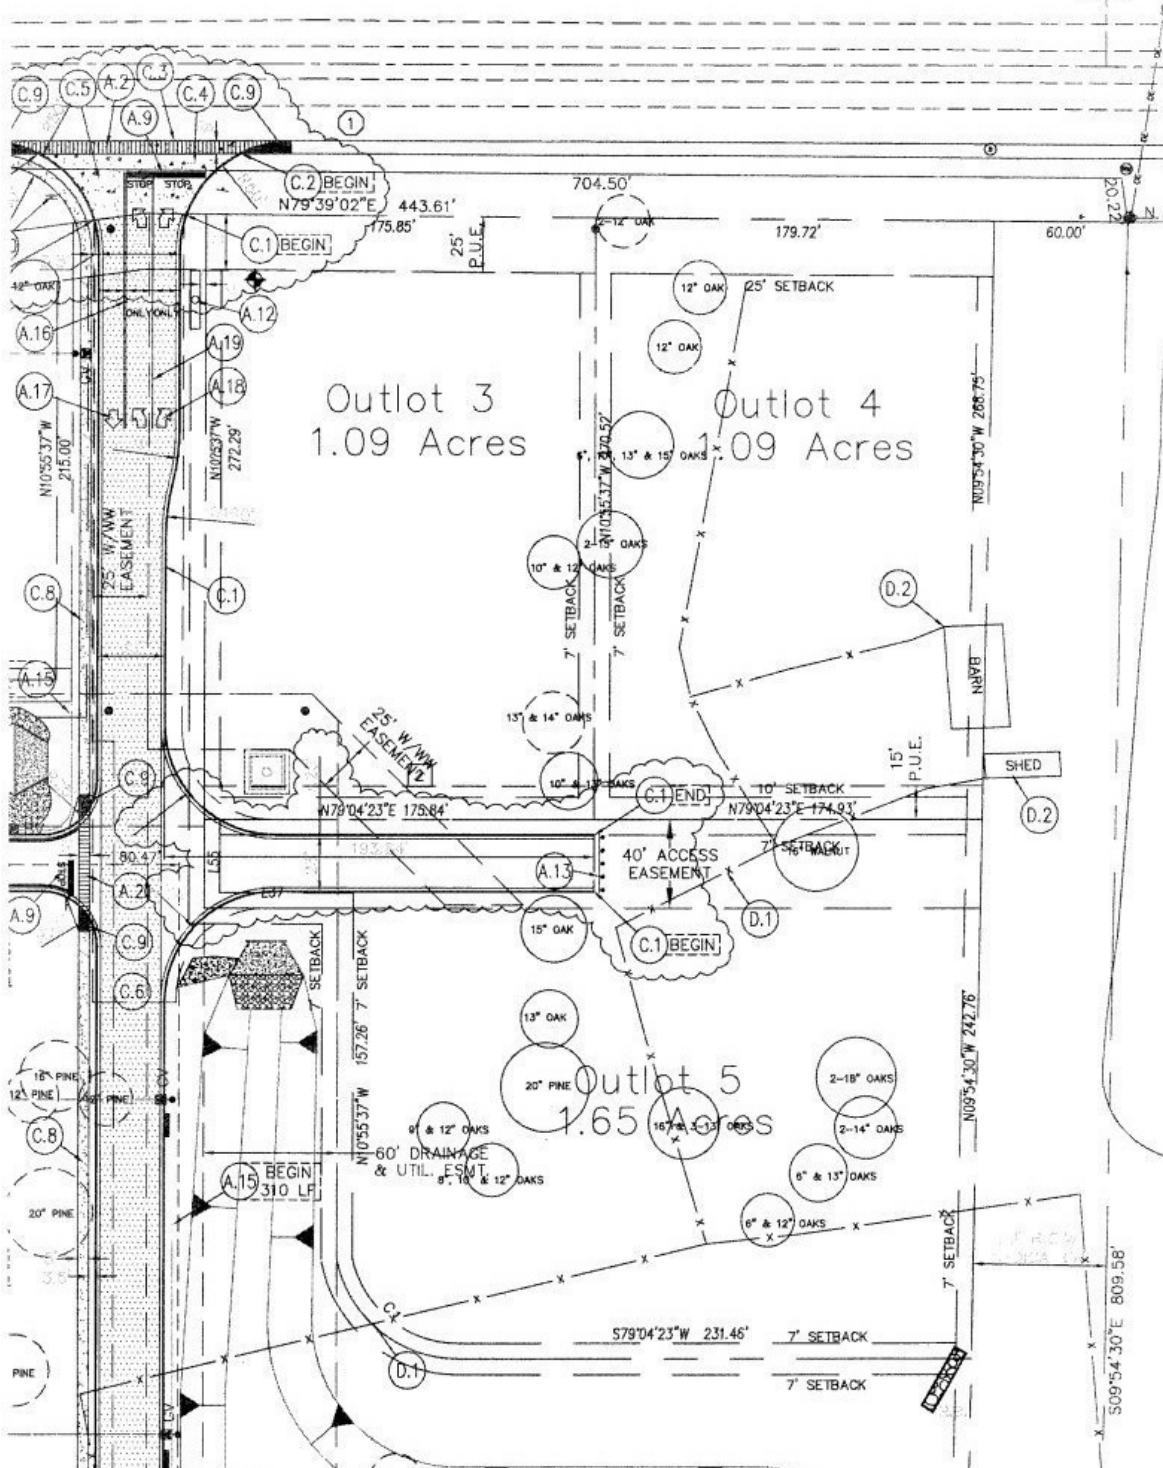 C.9
C.5
A.2
C.3
C.4
C.9
A.9
1
STOP STOP
C.2 BEGIN
704.50'
N79°39'02"E 443.61'
175.85'
25'
P.U.E.
2-12" OAK
179.72'
60.00'
20.22'
C.1 BEGIN
12" OAK
12" OAK
25' SETBACK
A.16
ONLY ONLY
A.12
12" OAK
A.19
A.17
A.18
GV
Outlot 3
1.09 Acres
Outlot 4
1.09 Acres
N10°55'37"W
215.00'
272.29'
N09°54'30"W 268.75'
13" & 15" OAKS
25' W/WW
EASEMENT
2-15" OAKS
10" & 12" OAKS
C.8
C.1
D.2
7' SETBACK
7' SETBACK
BARN
A.15
13" & 14" OAKS
25' W/WW
EASEMENT
2
15'
P.U.E.
SHED
D.2
C.9
10" & 13" OAKS
C.1 END
10' SETBACK
N79°04'23"E 175.84'
N79°04'23"E 174.93'
7' SETBACK
16" WALNUT
80.47'
L55
40' ACCESS
EASEMENT
A.13
L37
A.9
A.2
D.1
C.9
15" OAK
C.1 BEGIN
C.6
7' SETBACK
7' SETBACK
13" OAK
N10°55'37"W 157.26'
N09°54'30"W 242.76'
20" PINE
Outlot 5
1.65 Acres
2-18" OAKS
16" PINE
12" PINE
GV
C.8
9" & 12" OAKS
2-14" OAKS
60' DRAINAGE
& UTIL. ESMT.
8", 10" & 12" OAKS
6" & 13" OAKS
A.15 BEGIN
310 LF
20" PINE
6" & 12" OAKS
7' SETBACK
S09°54'30"E 809.58'
S79°04'23"W 231.46'
7' SETBACK
D.1
PINE
7' SETBACK
GV